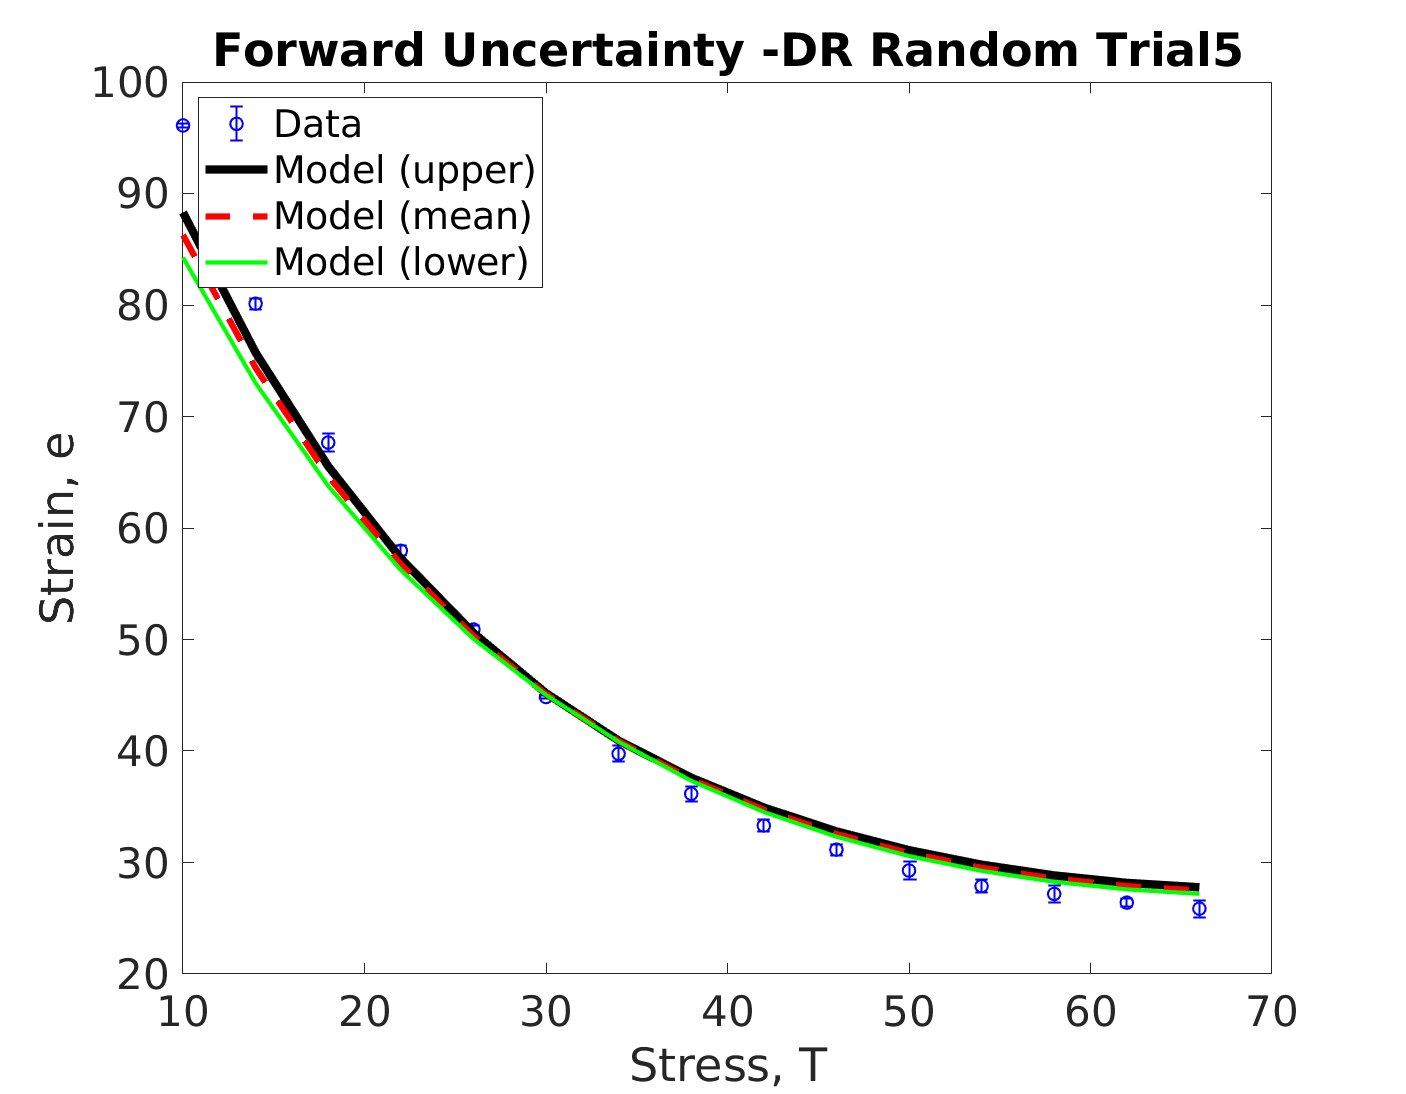 Forward Uncertainty -DR Random Trial5
100
90
80
70
60
50
40
30
20
Strain, e
Data
Model (upper)
Model (mean)
Model (lower)
10 20 30 40 50 60 70
Stress, T